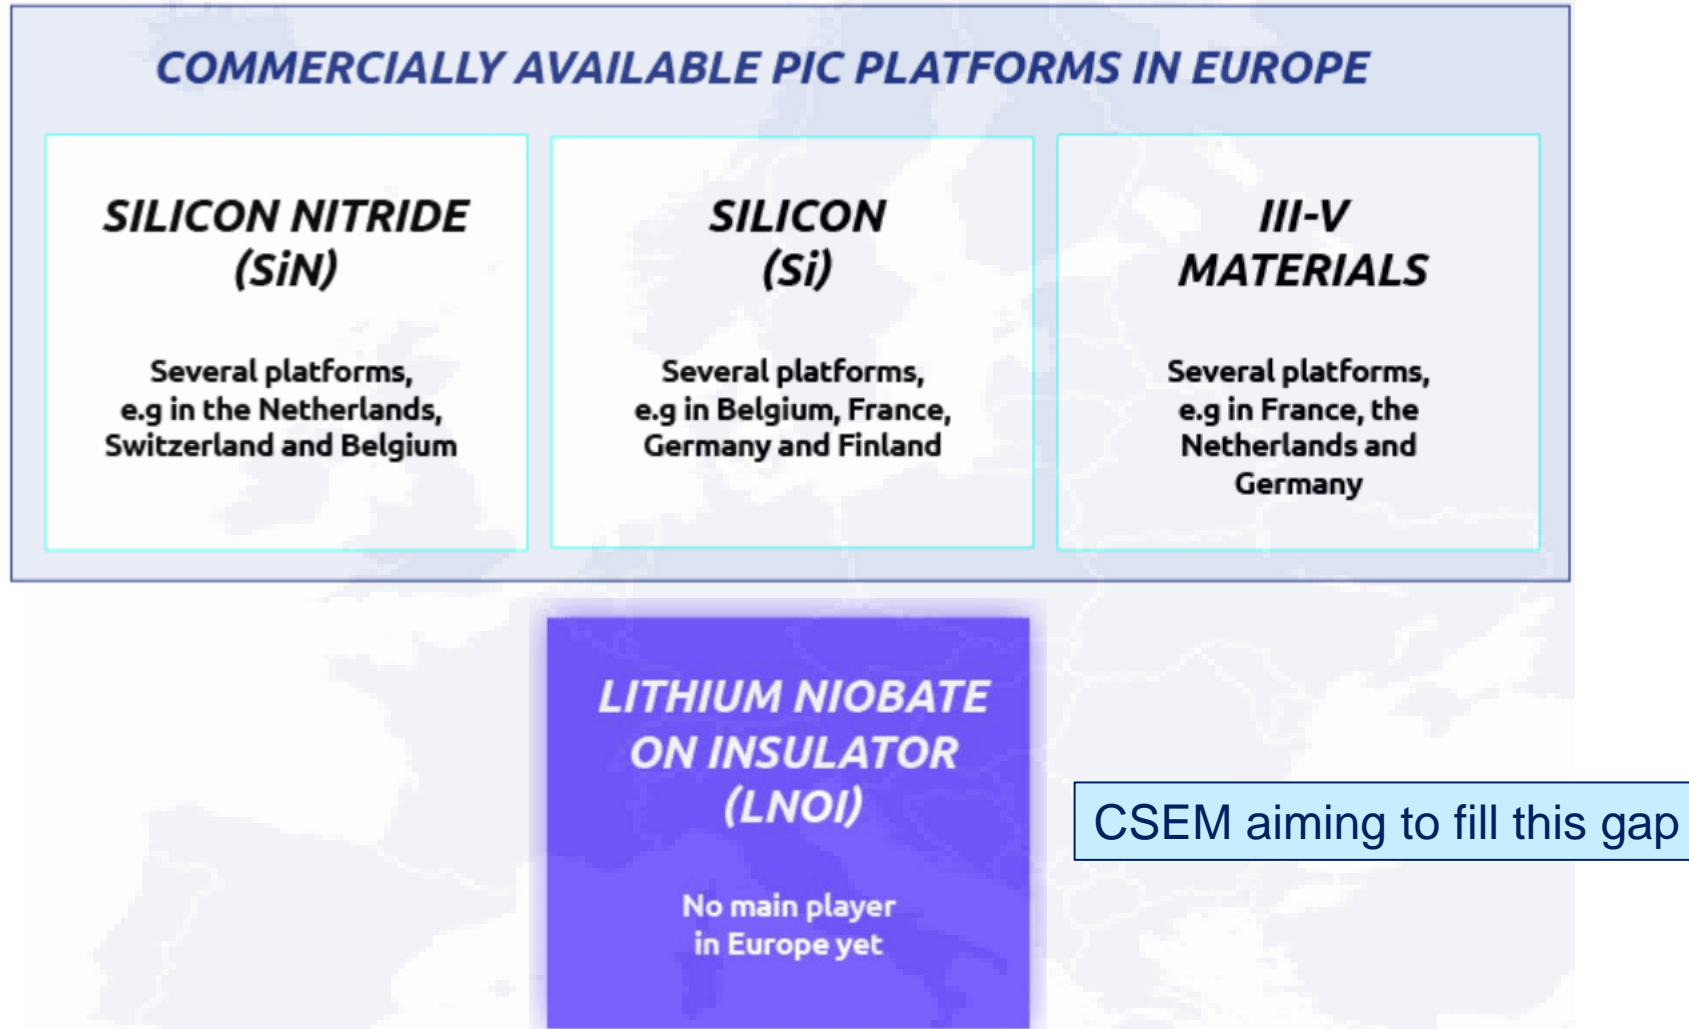 COMMERCIALLY AVAILABLE PIC PLATFORMS IN EUROPE
SILICON NITRIDE
(SiN)
Several platforms,
e.g in the Netherlands,
Switzerland and Belgium
SILICON
(Si)
Several platforms,
e.g in Belgium, France,
Germany and Finland
III-V
MATERIALS
Several platforms,
e.g in France, the
Netherlands and
Germany
LITHIUM NIOBATE
ON INSULATOR
(LNOI)
No main player
in Europe yet
CSEM aiming to fill this gap